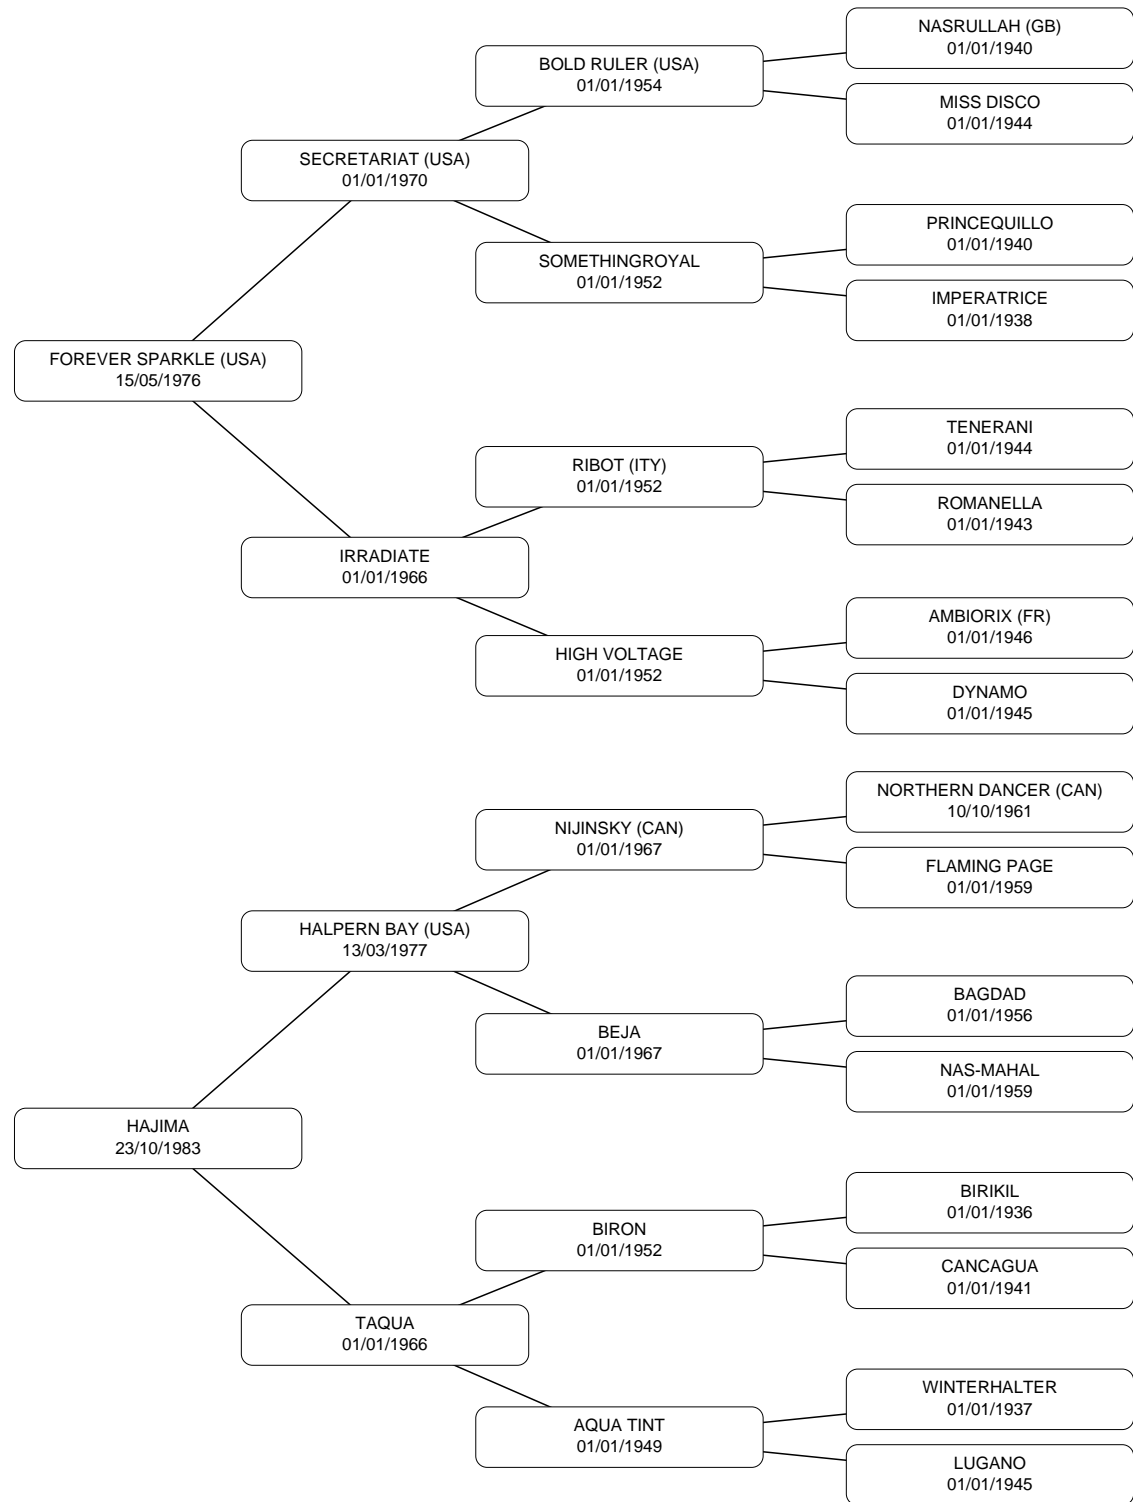 NASRULLAH (GB)
01/01/1940
BOLD RULER (USA)
01/01/1954
MISS DISCO
01/01/1944
SECRETARIAT (USA)
01/01/1970
PRINCEQUILLO
01/01/1940
SOMETHINGROYAL
01/01/1952
IMPERATRICE
01/01/1938
FOREVER SPARKLE (USA)
15/05/1976
TENERANI
01/01/1944
RIBOT (ITY)
01/01/1952
ROMANELLA
01/01/1943
IRRADIATE
01/01/1966
AMBIORIX (FR)
01/01/1946
HIGH VOLTAGE
01/01/1952
DYNAMO
01/01/1945
NORTHERN DANCER (CAN)
10/10/1961
NIJINSKY (CAN)
01/01/1967
FLAMING PAGE
01/01/1959
HALPERN BAY (USA)
13/03/1977
BAGDAD
01/01/1956
BEJA
01/01/1967
NAS-MAHAL
01/01/1959
HAJIMA
23/10/1983
BIRIKIL
01/01/1936
BIRON
01/01/1952
CANCAGUA
01/01/1941
TAQUA
01/01/1966
WINTERHALTER
01/01/1937
AQUA TINT
01/01/1949
LUGANO
01/01/1945